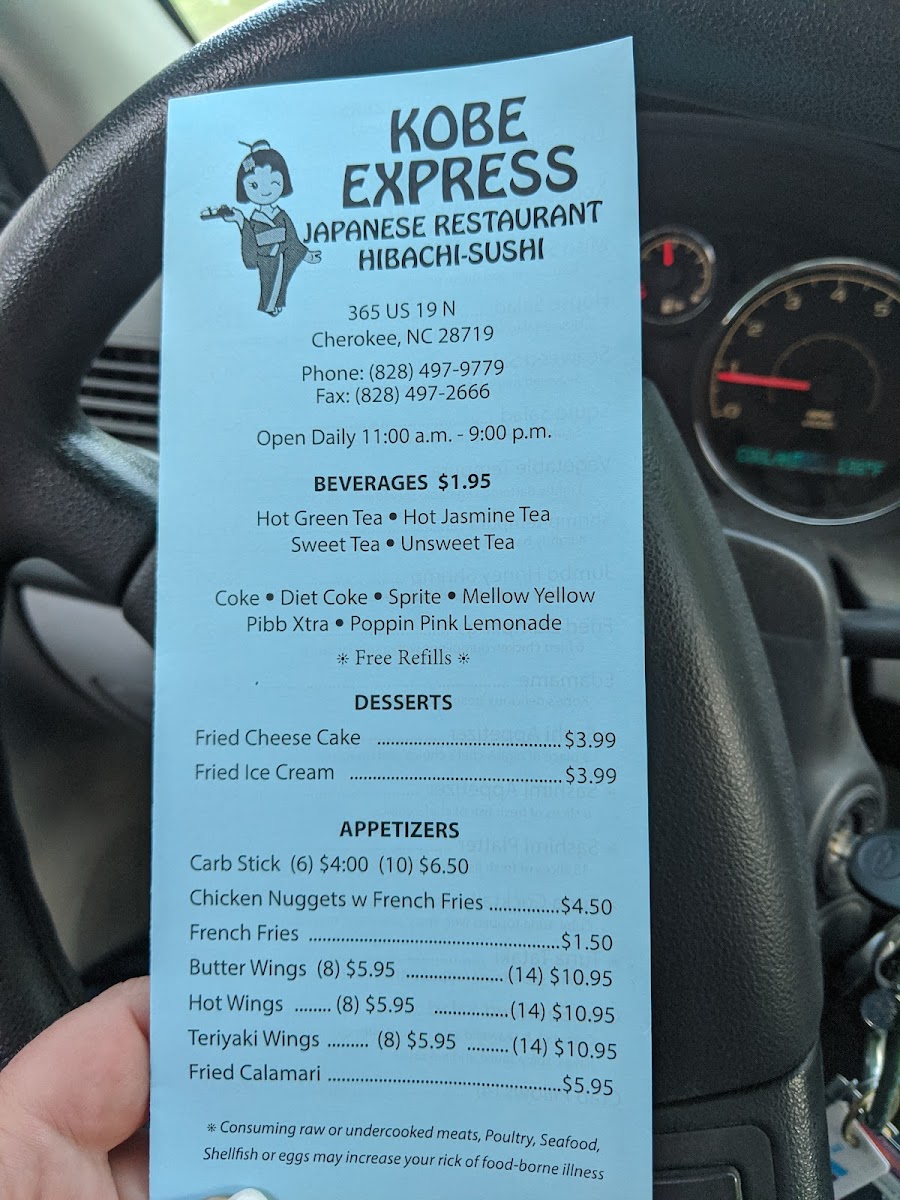 KOBE
EXPRESS
JAPANESE RESTAURANT
HIBACHI-SUSHI
365 US 19 N
Cherokee, NC 28719
Phone: (828) 497-9779
Fax: (828) 497-2666
Open Daily 11:00 a.m. - 9:00 p.m.
BEVERAGES $1.95
Hot Green Tea • Hot Jasmine Tea
Sweet Tea • Unsweet Tea
Coke • Diet Coke • Sprite • Mellow Yellow
Pibb Xtra • Poppin Pink Lemonade
☀ Free Refills ☀
DESSERTS
Fried Cheese Cake ........................................ $3.99
Fried Ice Cream .............................................. $3.99
APPETIZERS
Carb Stick (6) $4:00 (10) $6.50
Chicken Nuggets w French Fries ..............$4.50
French Fries ......................................................$1.50
Butter Wings (8) $5.95 ..................... (14) $10.95
Hot Wings ........ (8) $5.95 ................(14) $10.95
Teriyaki Wings ......... (8) $5.95 .........(14) $10.95
Fried Calamari ..................................................$5.95
☀ Consuming raw or undercooked meats, Poultry, Seafood,
Shellfish or eggs may increase your rick of food-borne illness
0
1
2
3
4
5